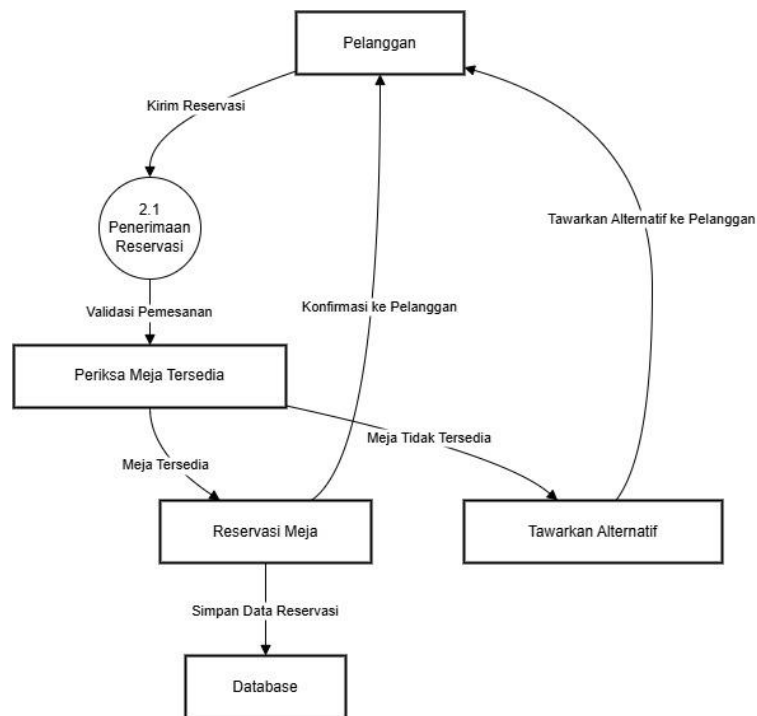 Pelanggan
Kirim Reservasi
2.1
Penerimaan
Reservasi
Tawarkan Alternatif ke Pelanggan
Validasi Pemesanan
Konfirmasi ke Pelanggan
Periksa Meja Tersedia
Meja Tidak Tersedia
Meja Tersedia
Reservasi Meja
Tawarkan Alternatif
Simpan Data Reservasi
Database